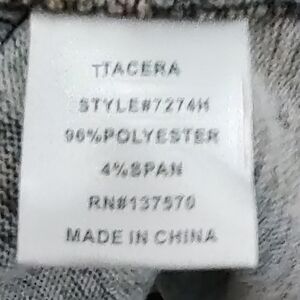 TTACERA
STYLE#7274H
96%POLYESTER
4%SPAN
RN#137570
MADE IN CHINA